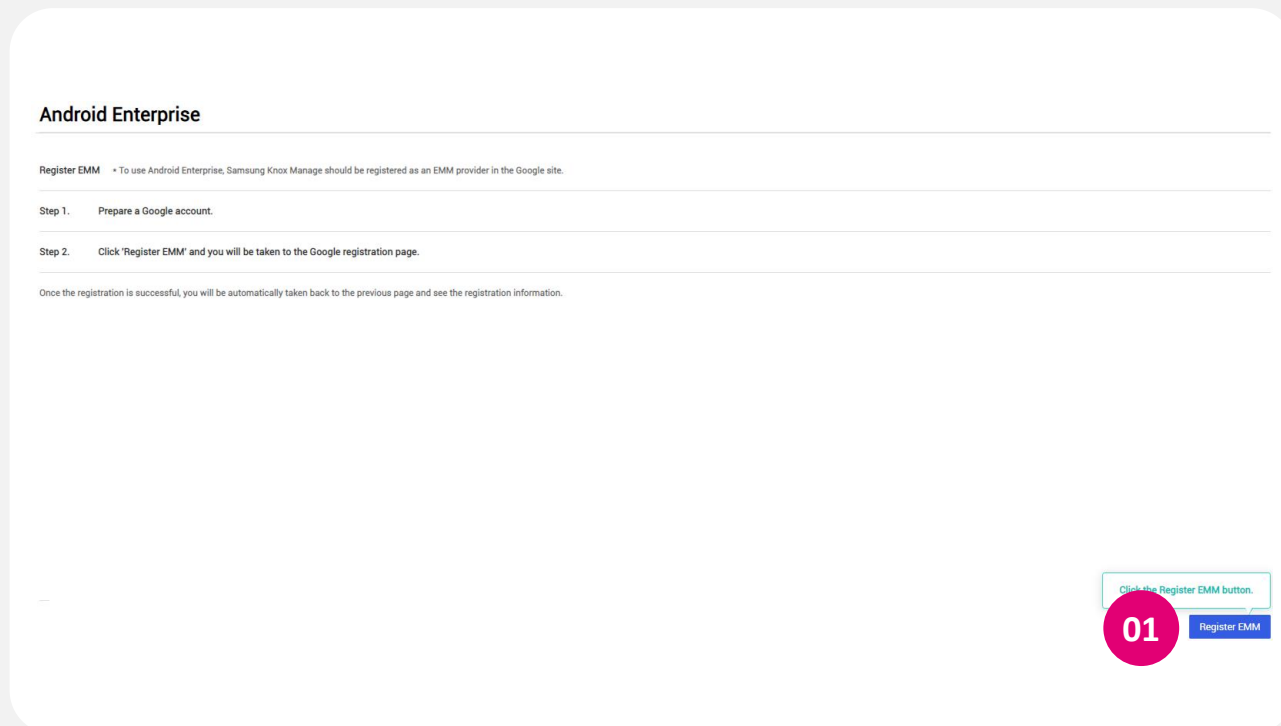 Android Enterprise
Register EMM • To use Android Enterprise, Samsung Knox Manage should be registered as an EMM provider in the Google site.
Step 1. Prepare a Google account.
Step 2. Click 'Register EMM' and you will be taken to the Google registration page.
Once the registration is successful, you will be automatically taken back to the previous page and see the registration information.
Click the Register EMM button.
01 Register EMM